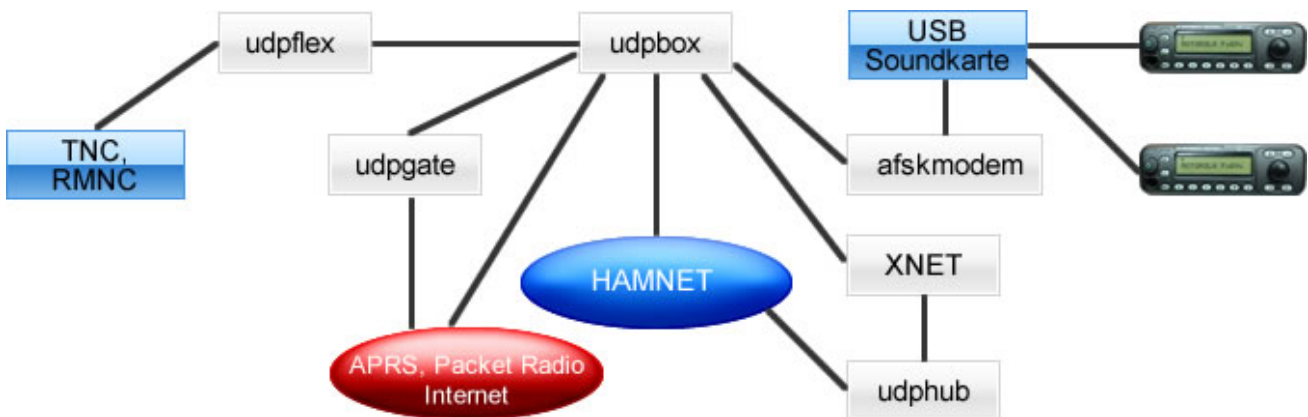 udpflex
udpbox
USB
Soundkarte
TNC,
RMNC
udpgate
afskmodem
HAMNET
XNET
APRS, Packet Radio
Internet
udphub